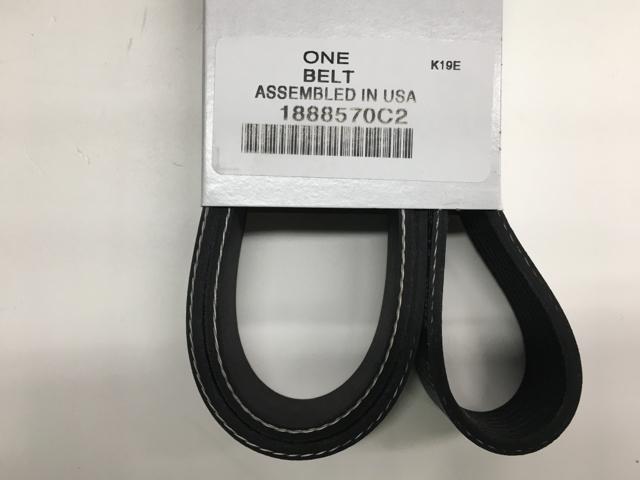 ONE
K19E
BELT
ASSEMBLED IN USA
1888570C2